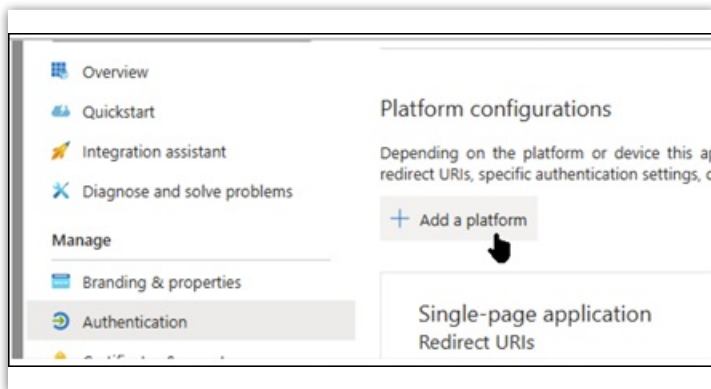 Overview
Quickstart
Integration assistant
Diagnose and solve problems
Manage
Branding & properties
Authentication
Platform configurations
Depending on the platform or device this
redirect URIs, specific authentication settings,
Add a platform
Single-page application
Redirect URIs